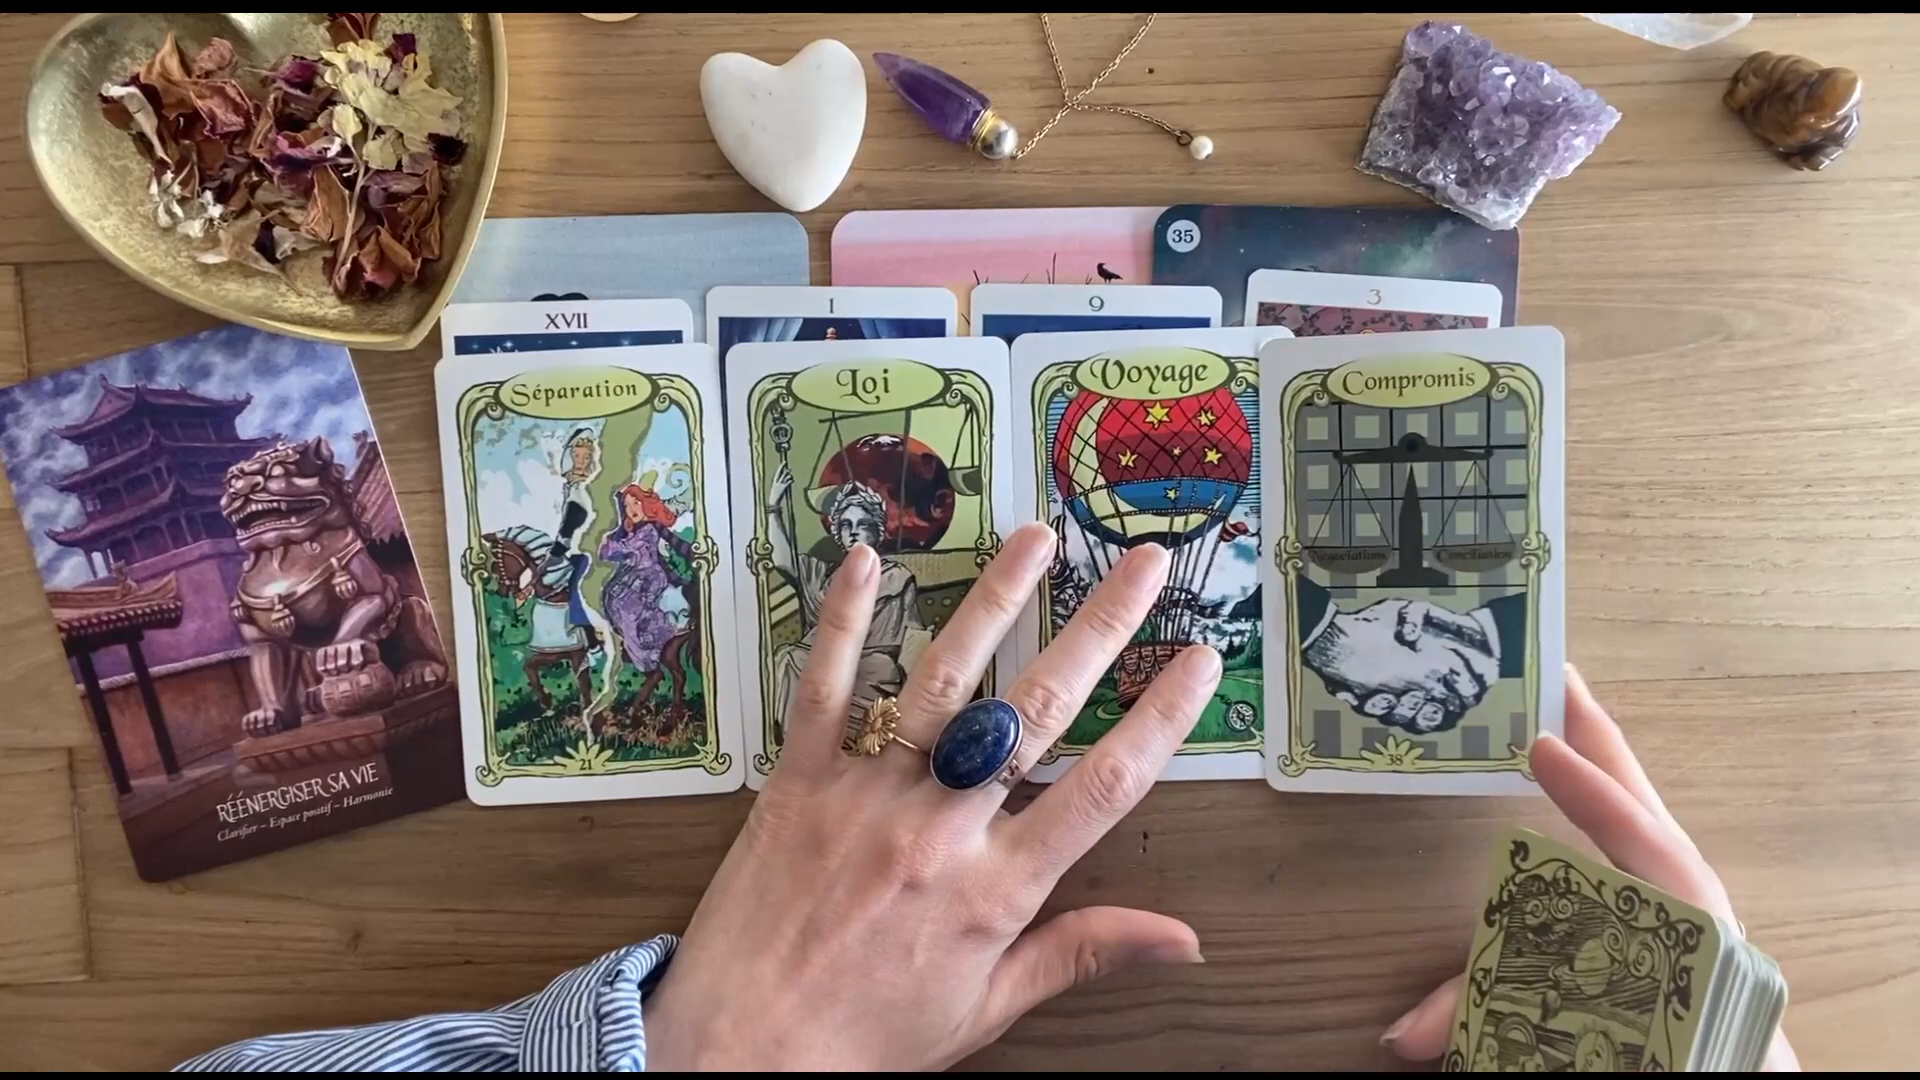 35
XVII
1
9
3
Séparation
Loi
Voyage
Compromis
Négociations
Conciliation
21
38
RÉÉNERGISER SA VIE
Clarifier – Espace positif – Harmonie